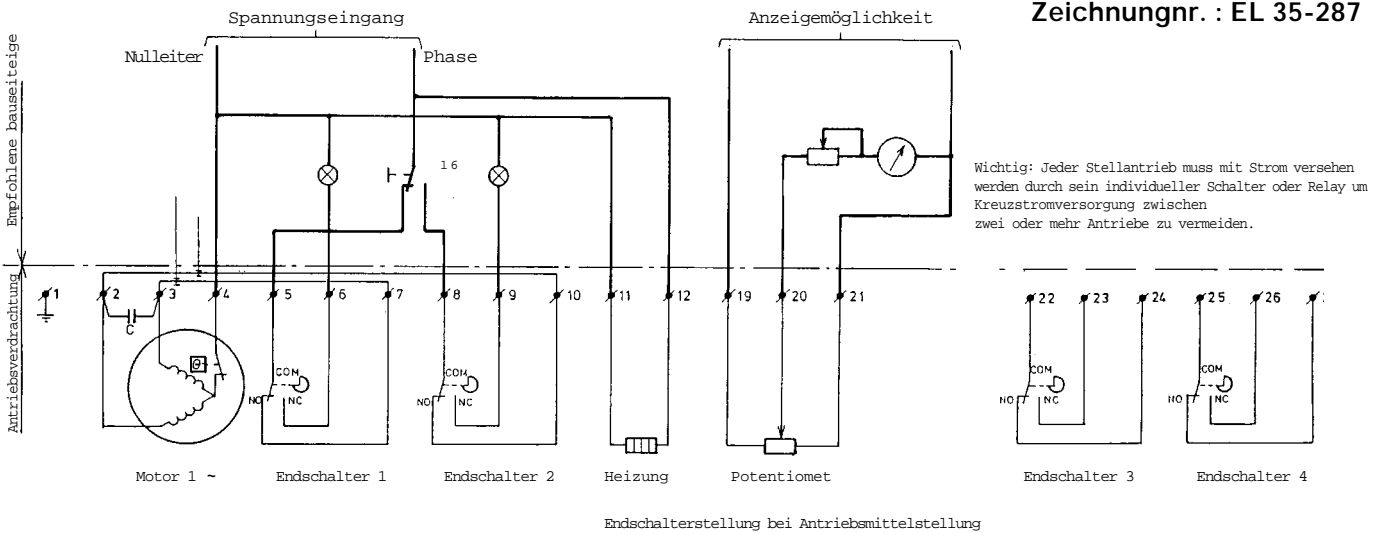 Zeichnungnr. : EL 35-287
Spannungseingang
Anzeigemöglichkeit
Nulleiter
Phase
Empfohlene bauseiteige
Antriebsverdrachtung
16
Wichtig: Jeder Stellantrieb muss mit Strom versehen
werden durch sein individueller Schalter oder Relay um
Kreuzstromversorgung zwischen
zwei oder mehr Antriebe zu vermeiden.
1 2 3 4 5 6 7 8 9 10 11 12 19 20 21 22 23 24 25 26
C
θ
COM
NO
NC
COM
NO
NC
COM
NO
NC
COM
NO
NC
Motor 1 ~
Endschalter 1
Endschalter 2
Heizung
Potentiomet
Endschalter 3
Endschalter 4
Endschalterstellung bei Antriebsmittelstellung